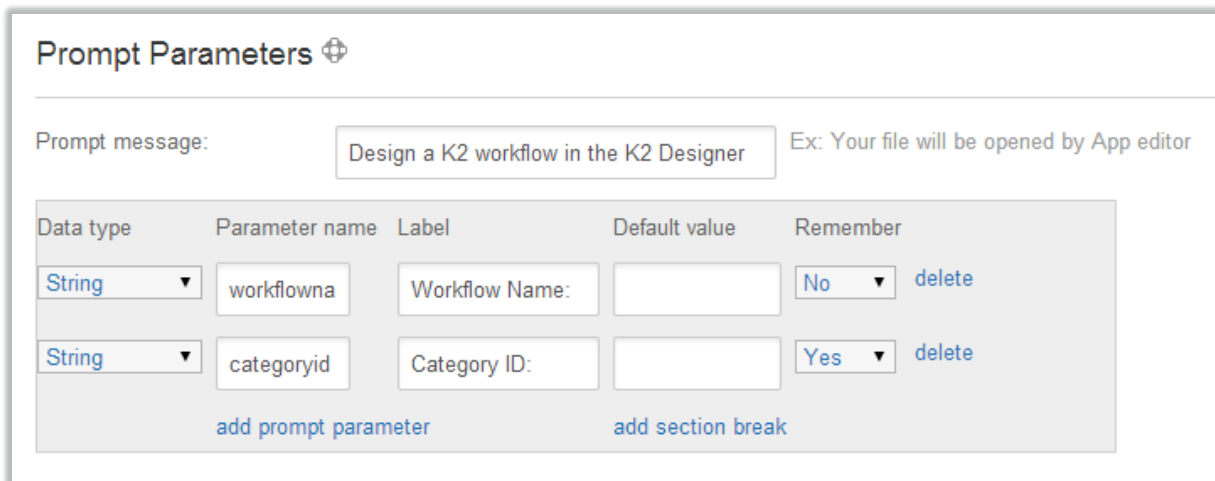 Prompt Parameters
Prompt message: Design a K2 workflow in the K2 Designer Ex: Your file will be opened by App editor
Data type Parameter name Label Default value Remember
String workflowna Workflow Name: No delete
String categoryid Category ID: Yes delete
add prompt parameter add section break